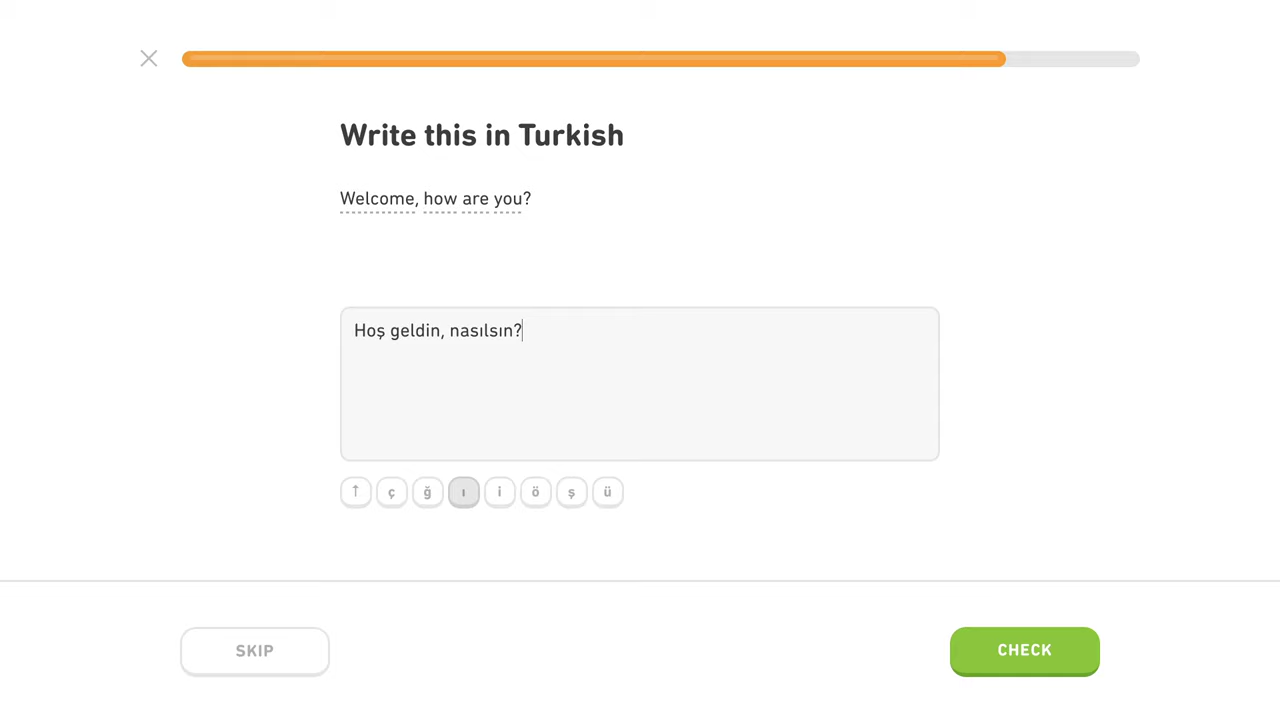 Write this in Turkish
Welcome, how are you?
Hoş geldin, nasılsın?
↑ ç ğ ı i ö ş ü
SKIP
CHECK